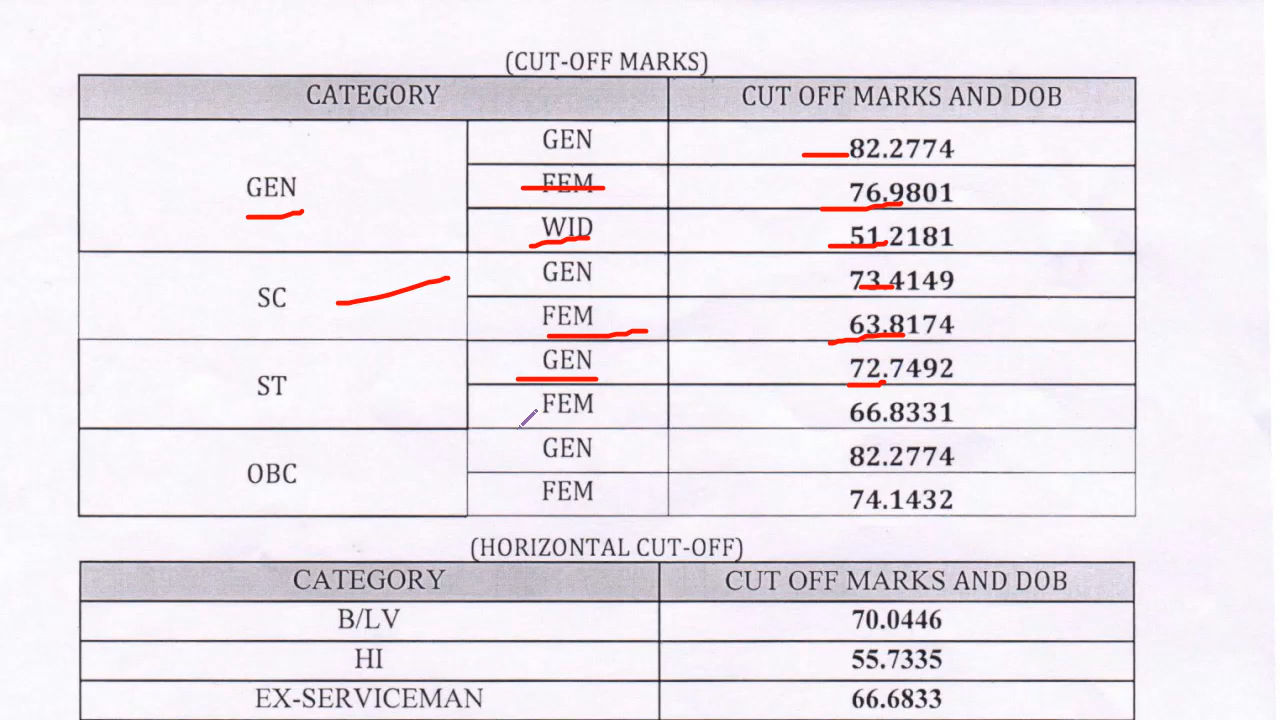 (CUT-OFF MARKS)
CATEGORY CUT OFF MARKS AND DOB
GEN GEN 82.2774
FEM 76.9801
WID 51.2181
SC GEN 73.4149
FEM 63.8174
ST GEN 72.7492
FEM 66.8331
OBC GEN 82.2774
FEM 74.1432
(HORIZONTAL CUT-OFF)
CATEGORY CUT OFF MARKS AND DOB
B/LV 70.0446
HI 55.7335
EX-SERVICEMAN 66.6833